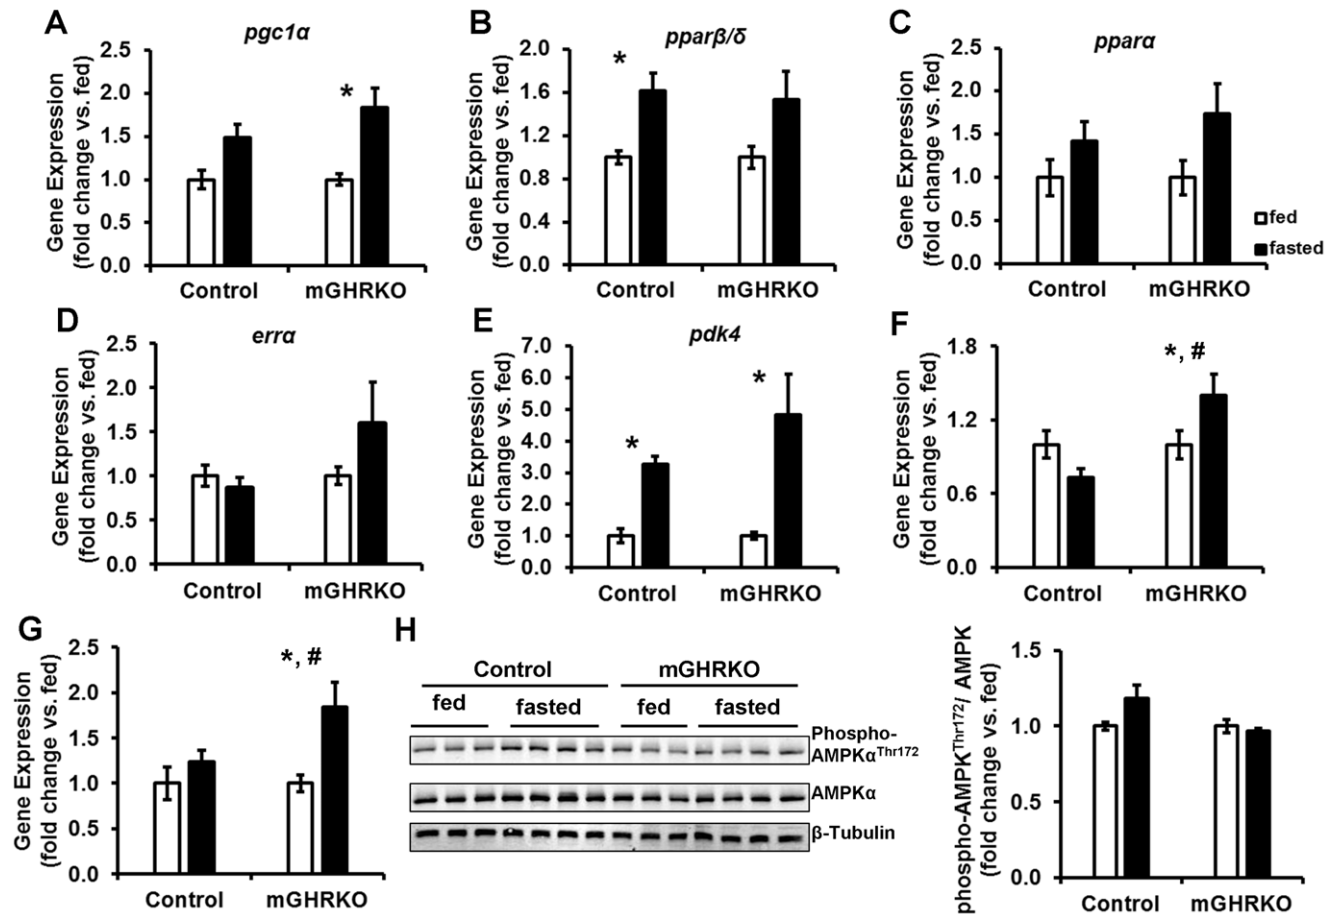 A
pgc1α
Gene Expression
(fold change vs. fed)
2.5
2.0
1.5
1.0
0.5
0.0
*
Control
mGHRKO
B
pparβ/δ
Gene Expression
(fold change vs. fed)
2.0
1.6
1.2
0.8
0.4
0.0
*
Control
mGHRKO
C
pparα
Gene Expression
(fold change vs. fed)
2.5
2.0
1.5
1.0
0.5
0.0
fed
fasted
Control
mGHRKO
D
errα
Gene Expression
(fold change vs. fed)
2.5
2.0
1.5
1.0
0.5
0.0
Control
mGHRKO
E
pdk4
Gene Expression
(fold change vs. fed)
7.0
6.0
5.0
4.0
3.0
2.0
1.0
0.0
*
*
Control
mGHRKO
F
Gene Expression
(fold change vs. fed)
1.8
1.2
0.6
0.0
*, #
Control
mGHRKO
G
Gene Expression
(fold change vs. fed)
2.5
2.0
1.5
1.0
0.5
0.0
*, #
Control
mGHRKO
H
Control
mGHRKO
fed
fasted
fed
fasted
Phospho-
AMPKαThr172
AMPKα
β-Tubulin
phospho-AMPKThr172/ AMPK
(fold change vs. fed)
1.5
1.0
0.5
0.0
Control
mGHRKO